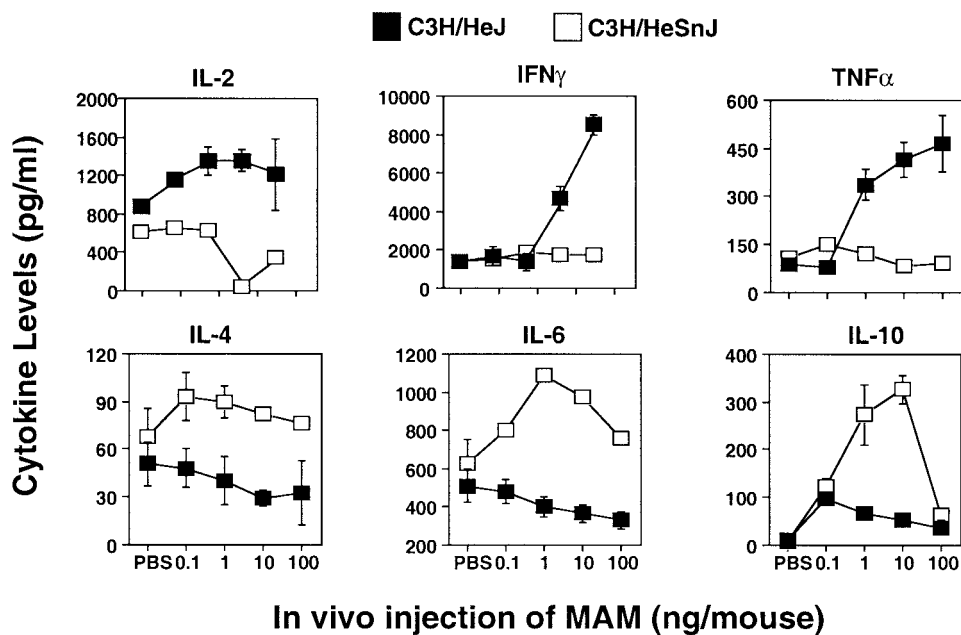 C3H/HeJ C3H/HeSnJ
IL-2 IFNγ TNFα
2000 10000 600
1600 8000 450
1200 6000 300
800 4000 150
400 2000 0
0 0
IL-4 IL-6 IL-10
120 1200 400
90 1000 300
60 800 200
30 600 100
0 400 0
200
PBS 0.1 1 10 100 PBS 0.1 1 10 100 PBS 0.1 1 10 100
Cytokine Levels (pg/ml)
In vivo injection of MAM (ng/mouse)